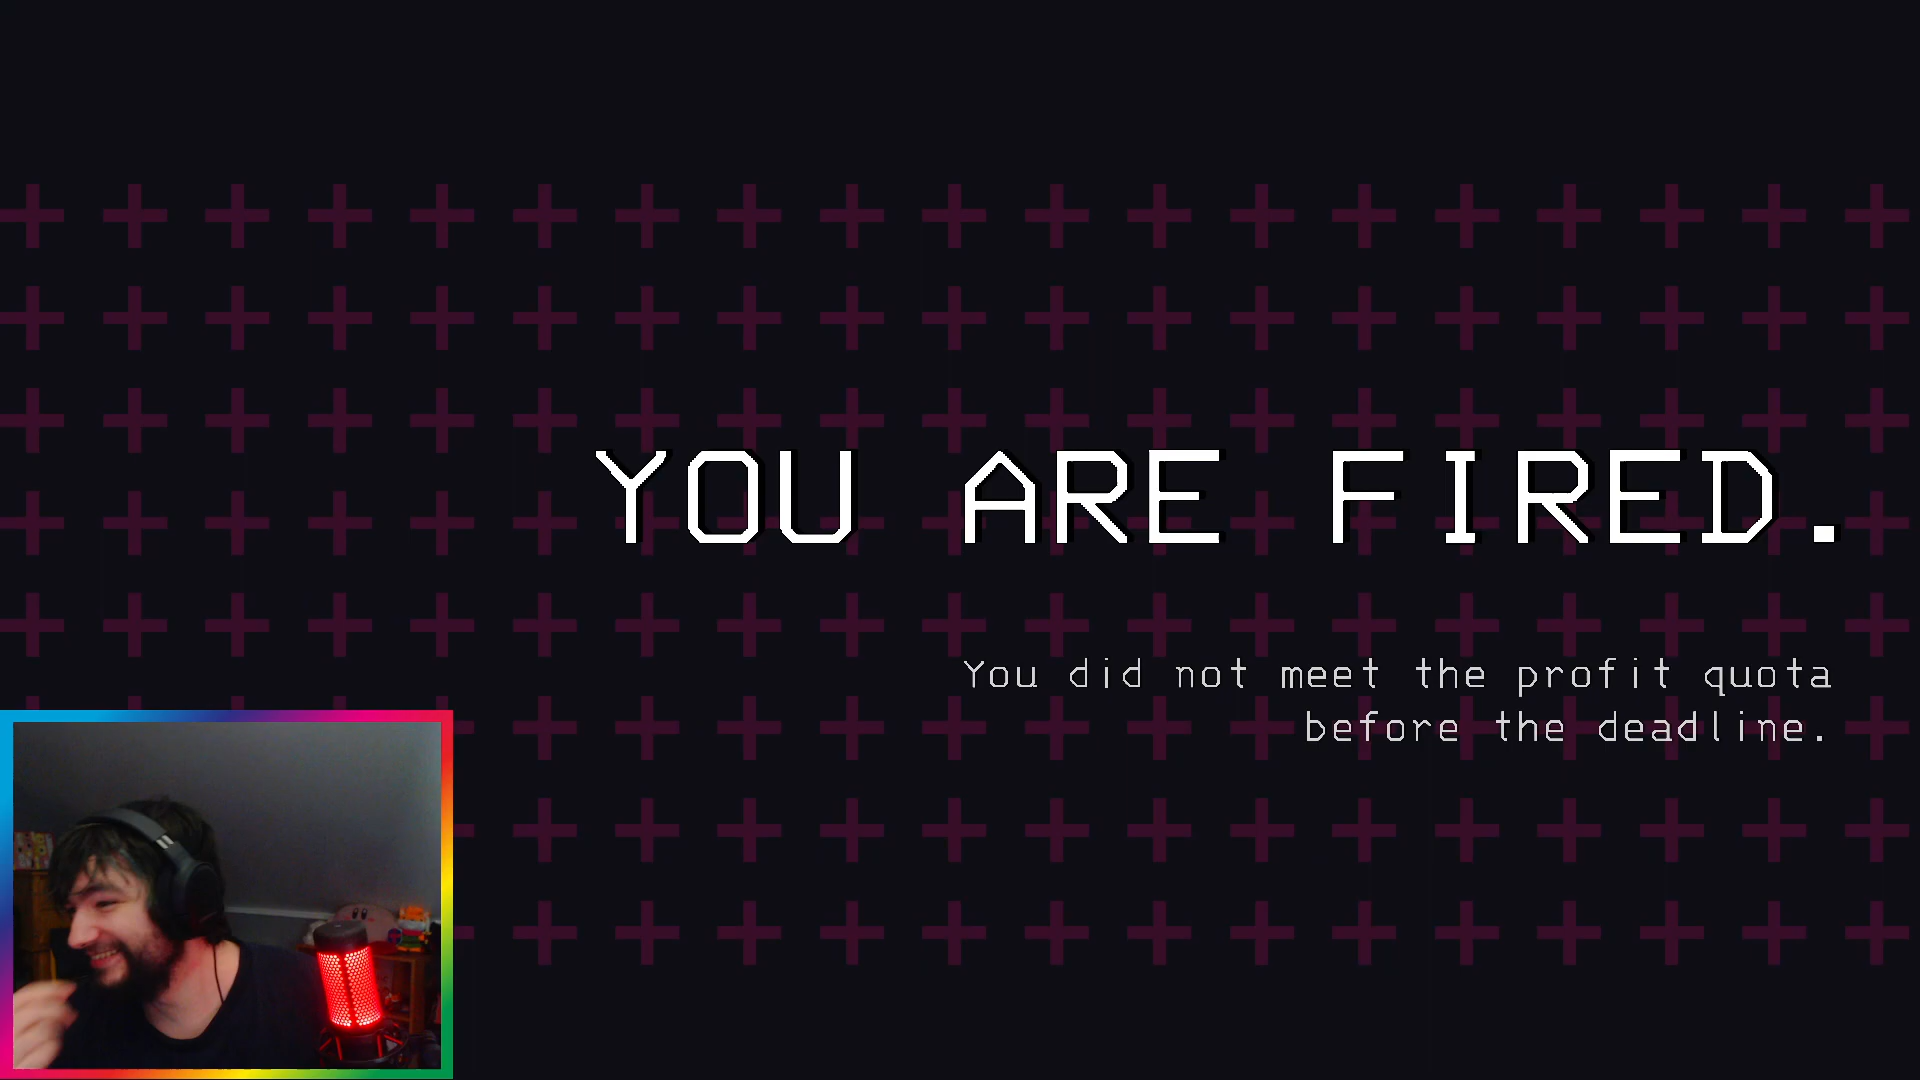 YOU ARE FIRED.
You did not meet the profit quota
before the deadline.